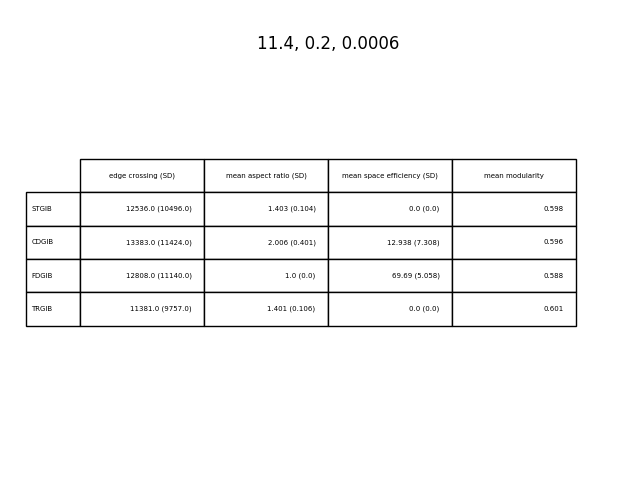 11.4, 0.2, 0.0006
edge crossing (SD) mean aspect ratio (SD) mean space efficiency (SD) mean modularity
STGIB 12536.0 (10496.0) 1.403 (0.104) 0.0 (0.0) 0.598
CDGIB 13383.0 (11424.0) 2.006 (0.401) 12.938 (7.308) 0.596
FDGIB 12808.0 (11140.0) 1.0 (0.0) 69.69 (5.058) 0.588
TRGIB 11381.0 (9757.0) 1.401 (0.106) 0.0 (0.0) 0.601